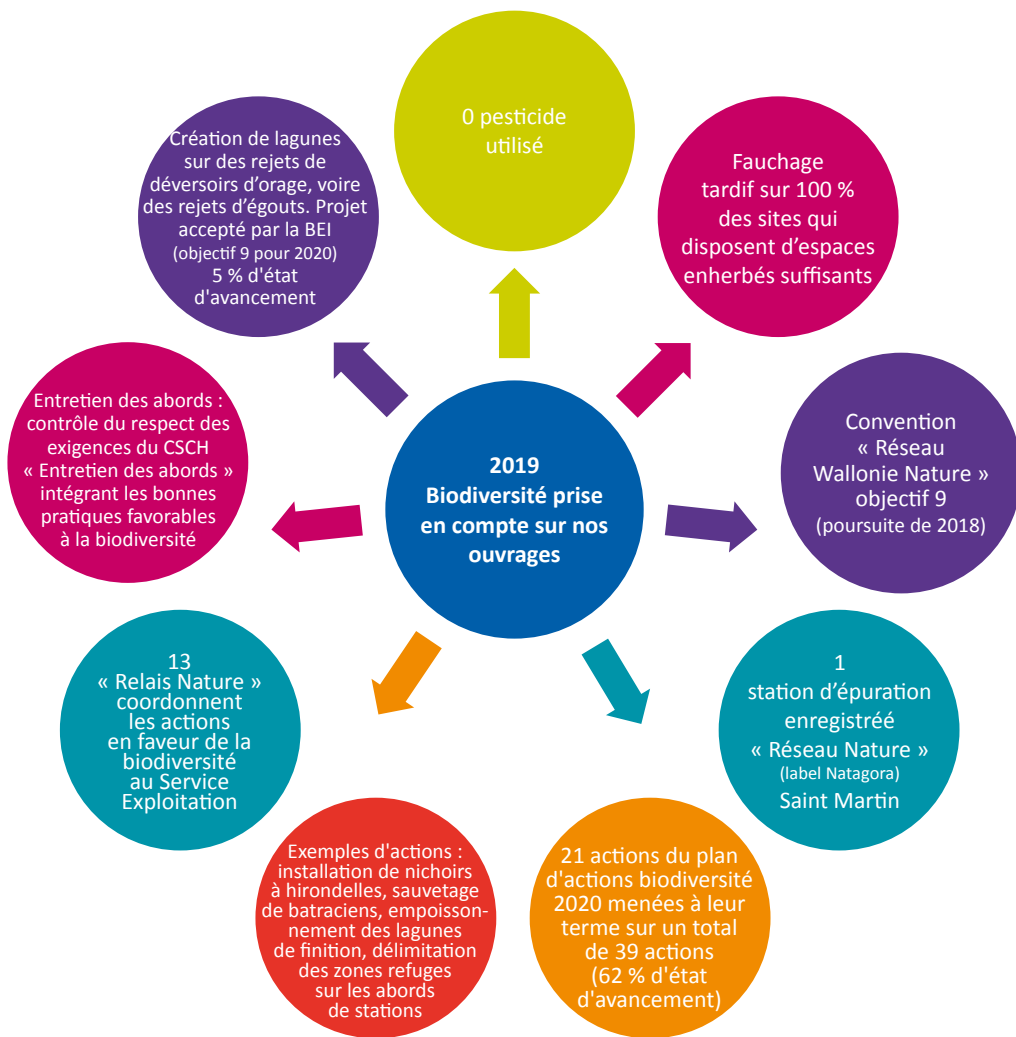 0 pesticide
utilisé
Fauchage
tardif sur 100 %
des sites qui
disposent d’espaces
enherbés suffisants
Convention
« Réseau
Wallonie Nature »
objectif 9
(poursuite de 2018)
1
station d’épuration
enregistréé
« Réseau Nature »
(label Natagora)
Saint Martin
21 actions du plan
d'actions biodiversité
2020 menées à leur
terme sur un total
de 39 actions
(62 % d'état
d'avancement)
Exemples d'actions :
installation de nichoirs
à hirondelles, sauvetage
de batraciens, empoisson-
nement des lagunes
de finition, délimitation
des zones refuges
sur les abords
de stations
13
« Relais Nature »
coordonnent
les actions
en faveur de la
biodiversité
au Service
Exploitation
Entretien des abords :
contrôle du respect des
exigences du CSCH
« Entretien des abords »
intégrant les bonnes
pratiques favorables
à la biodiversité
Création de lagunes
sur des rejets de
déversoirs d’orage, voire
des rejets d’égouts. Projet
accepté par la BEI
(objectif 9 pour 2020)
5 % d'état
d'avancement
2019
Biodiversité prise
en compte sur nos
ouvrages